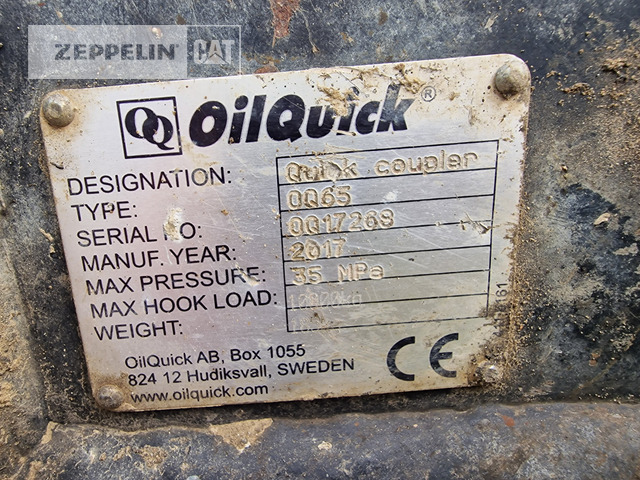 ZEPPELIN CAT
OQ OilQuick®
DESIGNATION: Quick coupler
TYPE: OQ65
SERIAL NO: OQ17268
MANUF. YEAR: 2017
MAX PRESSURE: 35 MPa
MAX HOOK LOAD:
WEIGHT:
OilQuick AB, Box 1055
824 12 Hudiksvall, SWEDEN
www.oilquick.com
CE